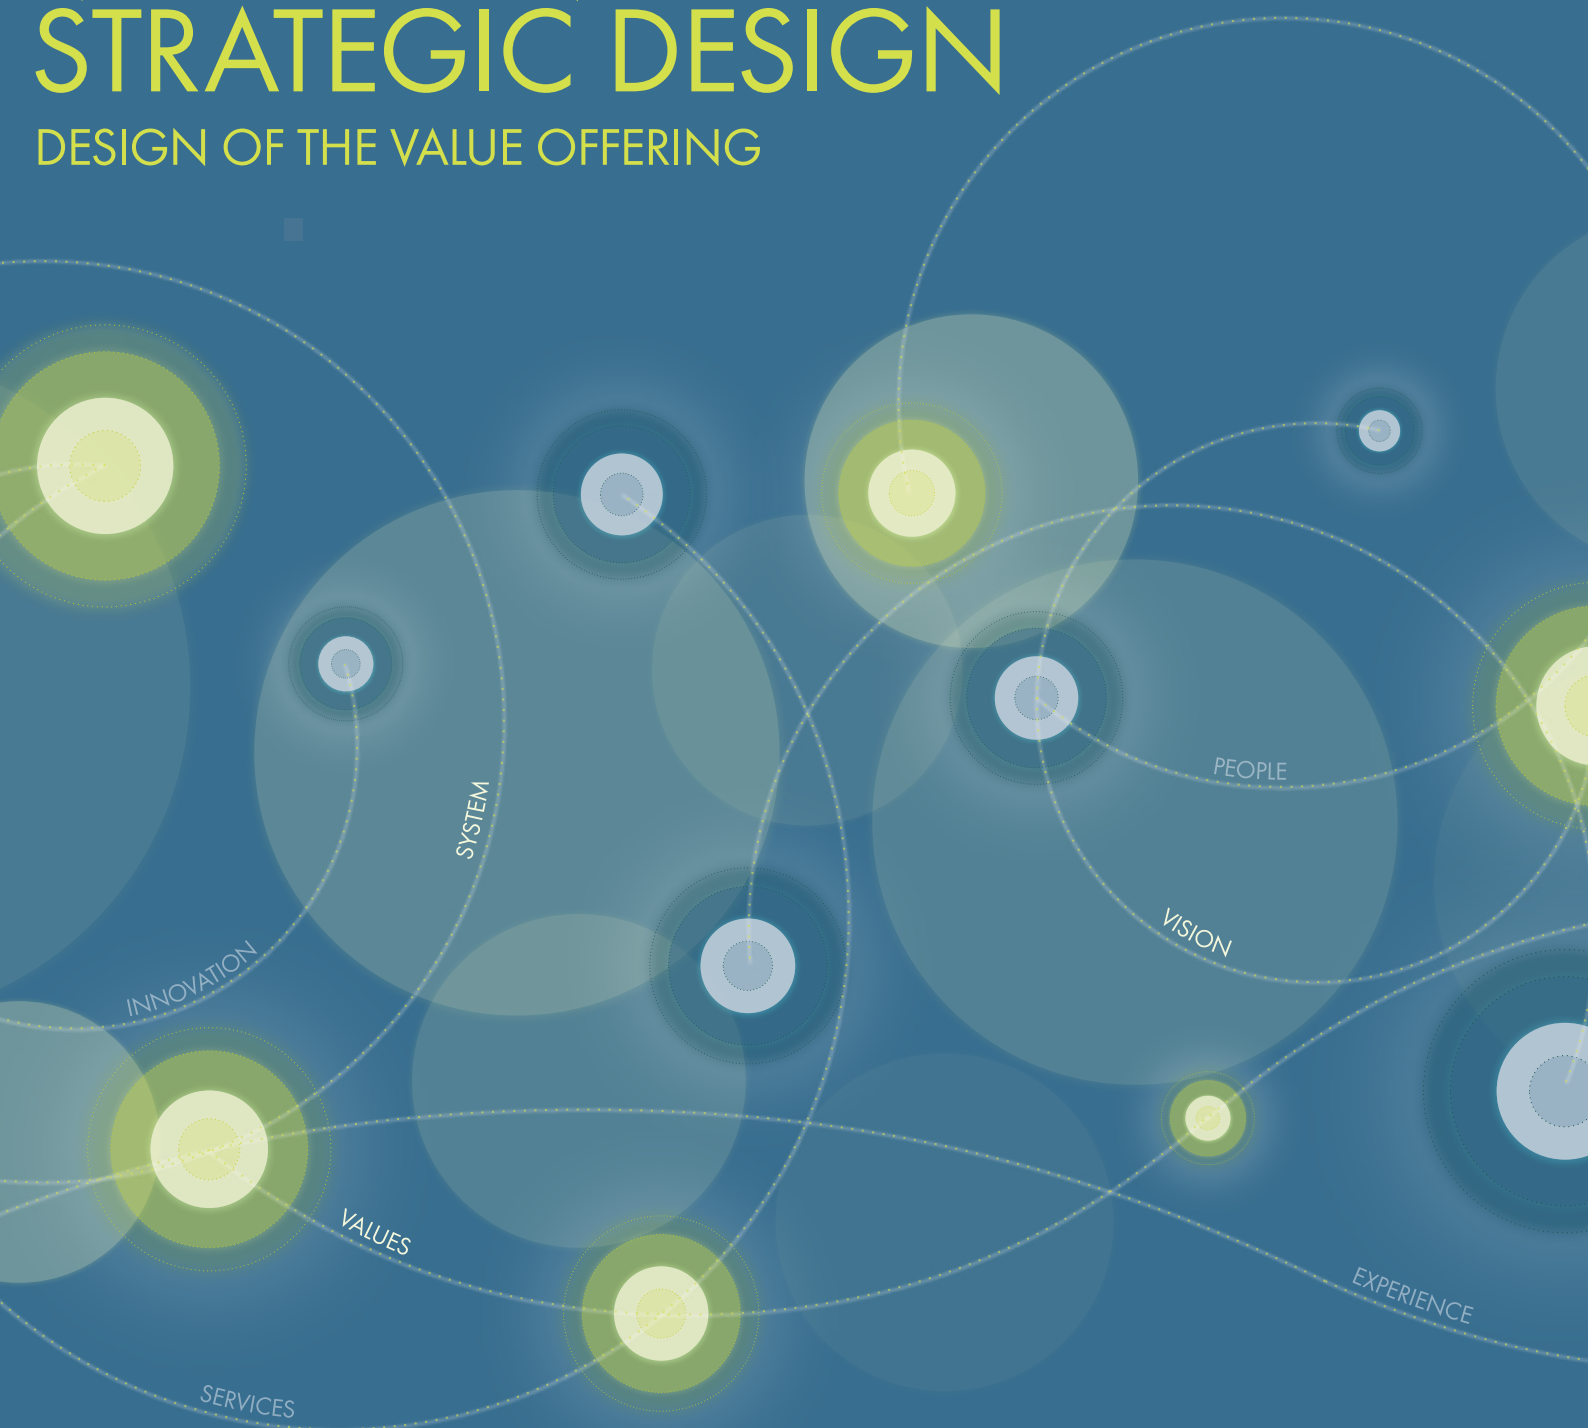 STRATEGIC DESIGN
DESIGN OF THE VALUE OFFERING
PEOPLE
SYSTEM
VISION
INNOVATION
VALUES
EXPERIENCE
SERVICES